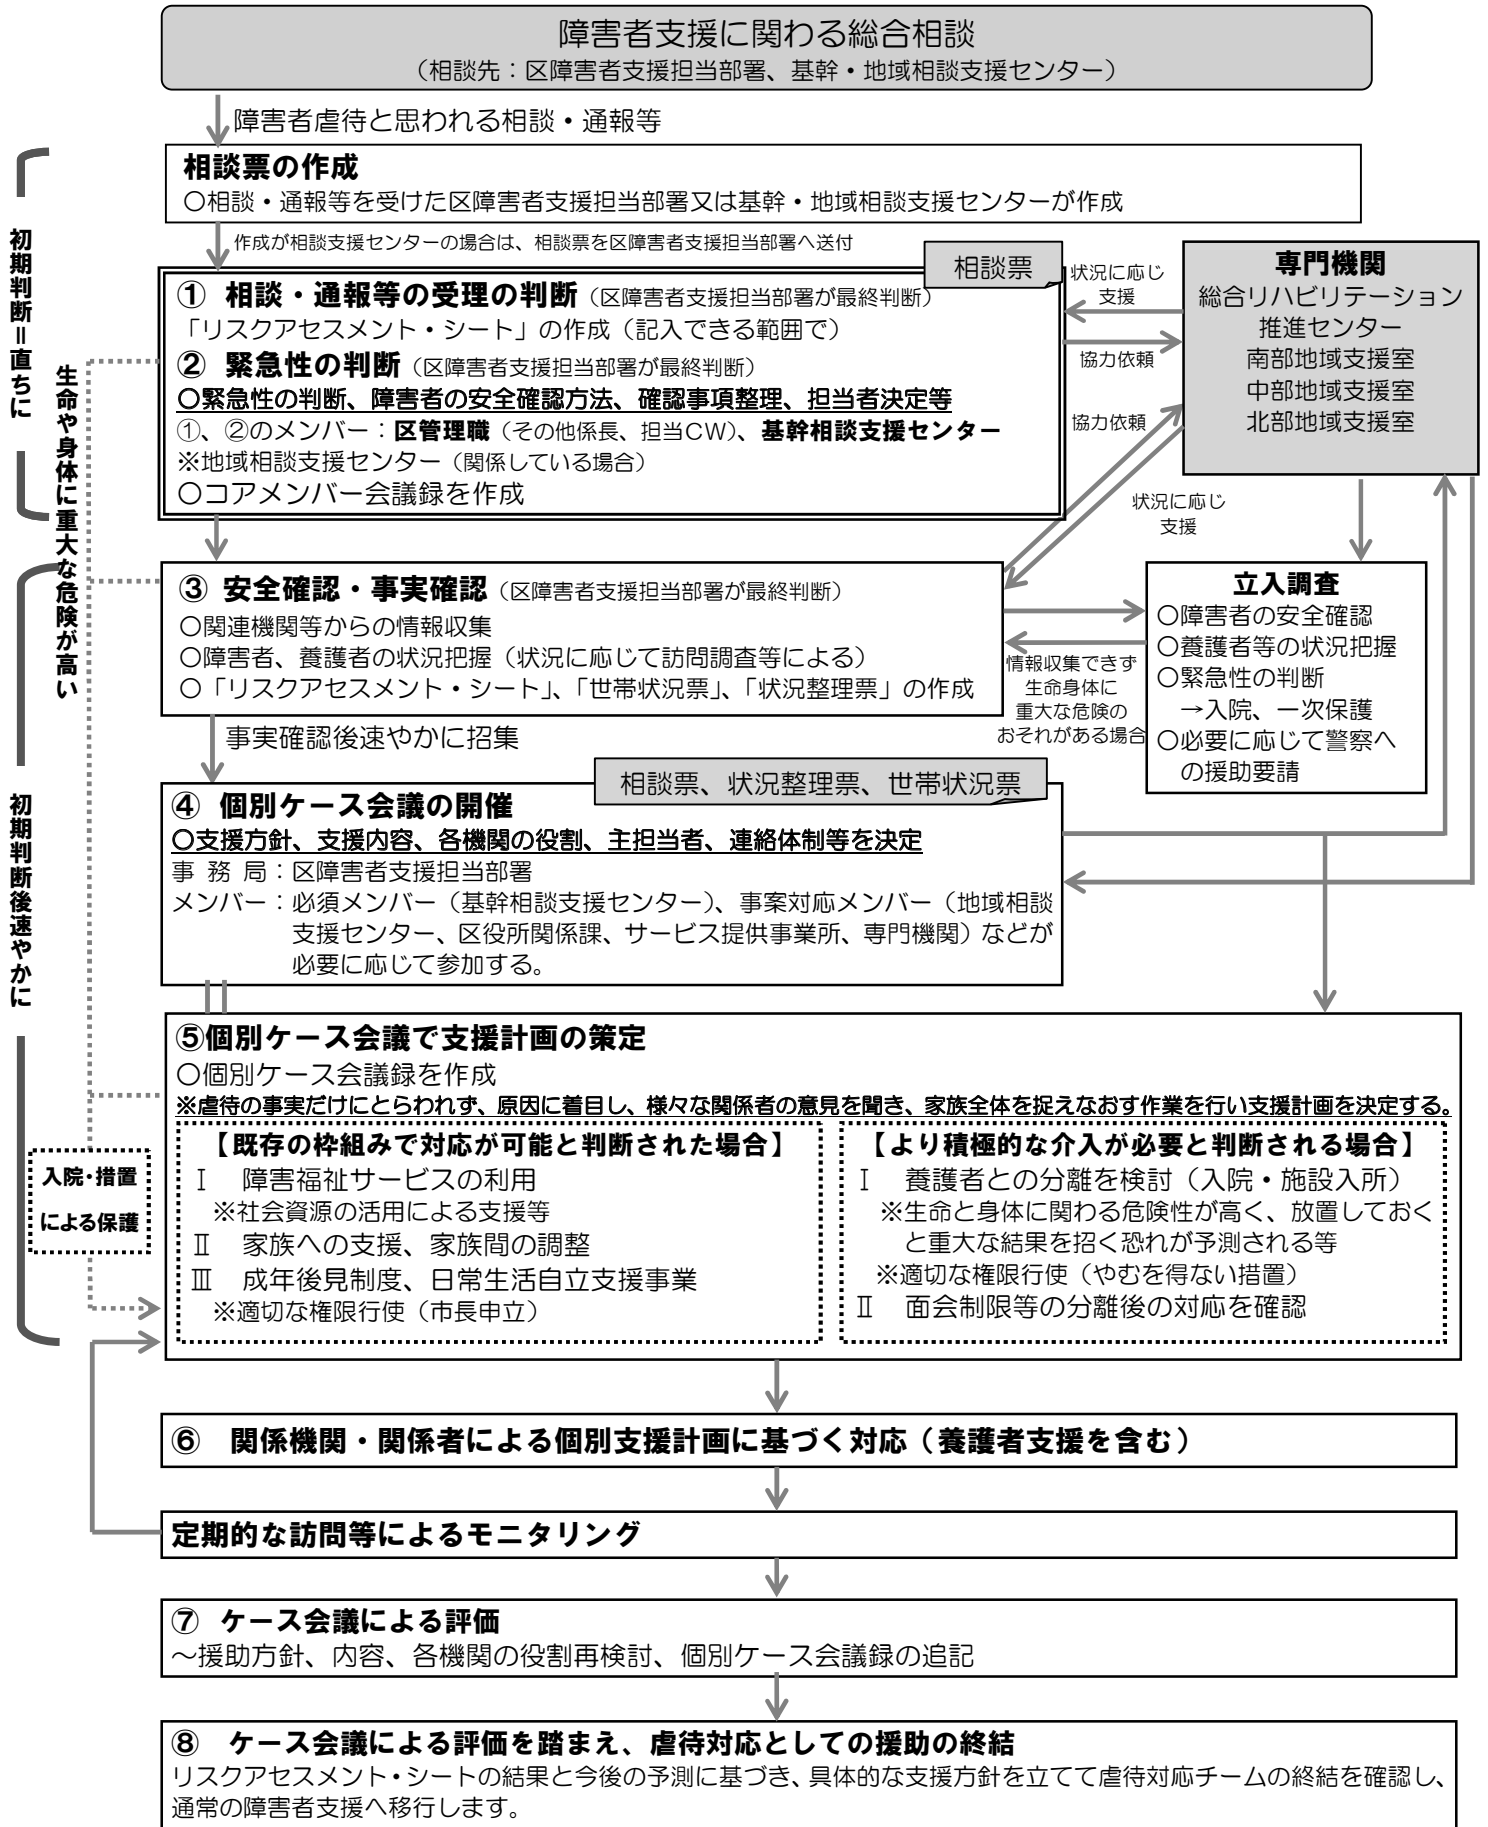 障害者支援に関わる総合相談
（相談先：区障害者支援担当部署、基幹・地域相談支援センター）
障害者虐待と思われる相談・通報等
相談票の作成
○相談・通報等を受けた区障害者支援担当部署又は基幹・地域相談支援センターが作成
作成が相談支援センターの場合は、相談票を区障害者支援担当部署へ送付
初期判断＝直ちに
相談票
① 相談・通報等の受理の判断（区障害者支援担当部署が最終判断）
「リスクアセスメント・シート」の作成（記入できる範囲で）
② 緊急性の判断（区障害者支援担当部署が最終判断）
○緊急性の判断、障害者の安全確認方法、確認事項整理、担当者決定等
①、②のメンバー：区管理職（その他係長、担当CW）、基幹相談支援センター
※地域相談支援センター（関係している場合）
○コアメンバー会議録を作成
状況に応じ
支援
協力依頼
専門機関
総合リハビリテーション
推進センター
南部地域支援室
中部地域支援室
北部地域支援室
協力依頼
状況に応じ
支援
生命や身体に重大な危険が高い
初期判断後速やかに
③ 安全確認・事実確認（区障害者支援担当部署が最終判断）
○関連機関等からの情報収集
○障害者、養護者の状況把握（状況に応じて訪問調査等による）
○「リスクアセスメント・シート」、「世帯状況票」、「状況整理票」の作成
情報収集できず
生命身体に
重大な危険の
おそれがある場合
立入調査
○障害者の安全確認
○養護者等の状況把握
○緊急性の判断
→入院、一次保護
○必要に応じて警察へ
の援助要請
事実確認後速やかに招集
相談票、状況整理票、世帯状況票
④ 個別ケース会議の開催
○支援方針、支援内容、各機関の役割、主担当者、連絡体制等を決定
事 務 局：区障害者支援担当部署
メンバー：必須メンバー（基幹相談支援センター）、事案対応メンバー（地域相談
支援センター、区役所関係課、サービス提供事業所、専門機関）などが
必要に応じて参加する。
⑤個別ケース会議で支援計画の策定
○個別ケース会議録を作成
※虐待の事実だけにとらわれず、原因に着目し、様々な関係者の意見を聞き、家族全体を捉えなおす作業を行い支援計画を決定する。
【既存の枠組みで対応が可能と判断された場合】
Ⅰ 障害福祉サービスの利用
※社会資源の活用による支援等
Ⅱ 家族への支援、家族間の調整
Ⅲ 成年後見制度、日常生活自立支援事業
※適切な権限行使（市長申立）
【より積極的な介入が必要と判断される場合】
Ⅰ 養護者との分離を検討（入院・施設入所）
※生命と身体に関わる危険性が高く、放置しておく
と重大な結果を招く恐れが予測される等
※適切な権限行使（やむを得ない措置）
Ⅱ 面会制限等の分離後の対応を確認
入院・措置
による保護
⑥ 関係機関・関係者による個別支援計画に基づく対応（養護者支援を含む）
定期的な訪問等によるモニタリング
⑦ ケース会議による評価
～援助方針、内容、各機関の役割再検討、個別ケース会議録の追記
⑧ ケース会議による評価を踏まえ、虐待対応としての援助の終結
リスクアセスメント・シートの結果と今後の予測に基づき、具体的な支援方針を立てて虐待対応チームの終結を確認し、
通常の障害者支援へ移行します。